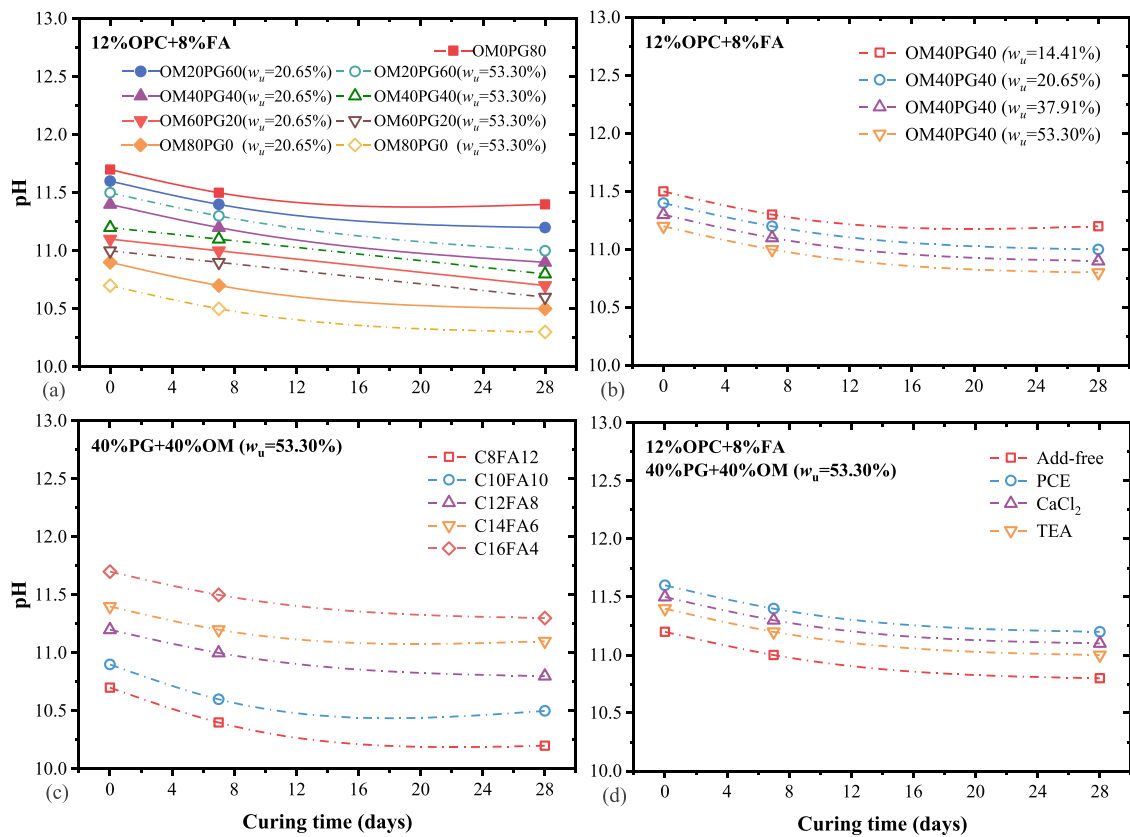 12%OPC+8%FA
OM0PG80
OM20PG60(wu=20.65%)
OM20PG60(wu=53.30%)
OM40PG40(wu=20.65%)
OM40PG40(wu=53.30%)
OM60PG20(wu=20.65%)
OM60PG20(wu=53.30%)
OM80PG0 (wu=20.65%)
OM80PG0 (wu=53.30%)
13.0
12.5
12.0
11.5
11.0
10.5
10.0
pH
0 4 8 12 16 20 24 28
(a)
12%OPC+8%FA
OM40PG40 (wu=14.41%)
OM40PG40 (wu=20.65%)
OM40PG40 (wu=37.91%)
OM40PG40 (wu=53.30%)
13.0
12.5
12.0
11.5
11.0
10.5
10.0
0 4 8 12 16 20 24 28
(b)
40%PG+40%OM (wu=53.30%)
C8FA12
C10FA10
C12FA8
C14FA6
C16FA4
13.0
12.5
12.0
11.5
11.0
10.5
10.0
pH
0 4 8 12 16 20 24 28
(c)
Curing time (days)
12%OPC+8%FA
40%PG+40%OM (wu=53.30%)
Add-free
PCE
CaCl2
TEA
13.0
12.5
12.0
11.5
11.0
10.5
10.0
0 4 8 12 16 20 24 28
(d)
Curing time (days)